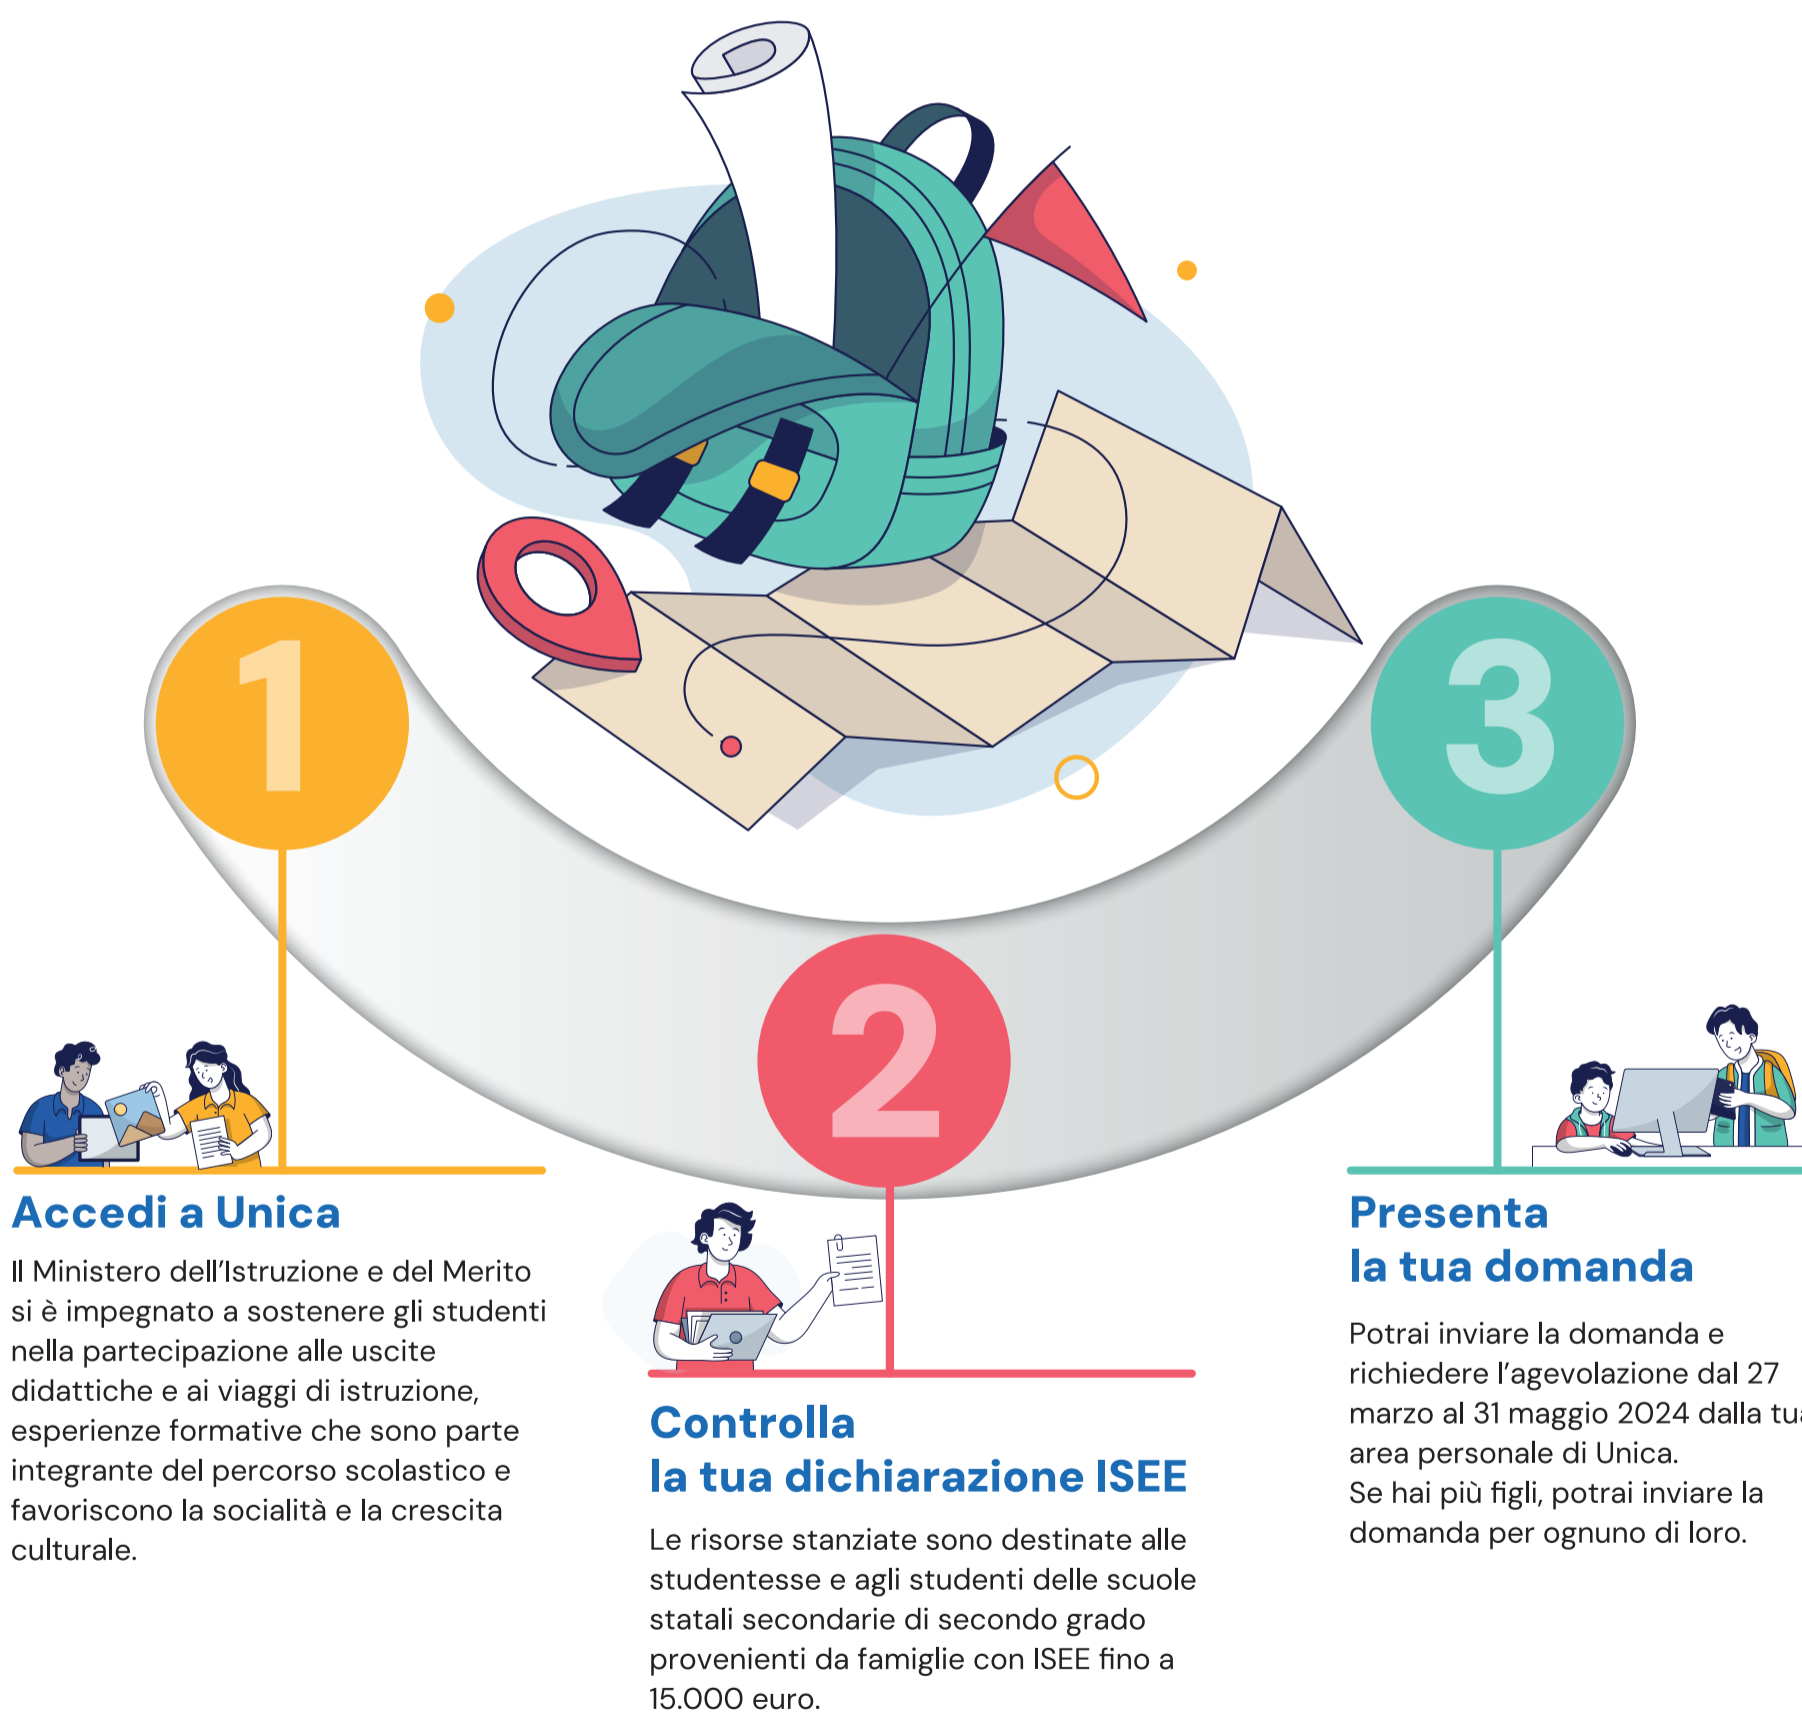 1
Accedi a Unica
Il Ministero dell'Istruzione e del Merito
si è impegnato a sostenere gli studenti
nella partecipazione alle uscite
didattiche e ai viaggi di istruzione,
esperienze formative che sono parte
integrante del percorso scolastico e
favoriscono la socialità e la crescita
culturale.
2
Controlla
la tua dichiarazione ISEE
Le risorse stanziate sono destinate alle
studentesse e agli studenti delle scuole
statali secondarie di secondo grado
provenienti da famiglie con ISEE fino a
15.000 euro.
3
Presenta
la tua domanda
Potrai inviare la domanda e
richiedere l'agevolazione dal 27
marzo al 31 maggio 2024 dalla tua
area personale di Unica.
Se hai più figli, potrai inviare la
domanda per ognuno di loro.